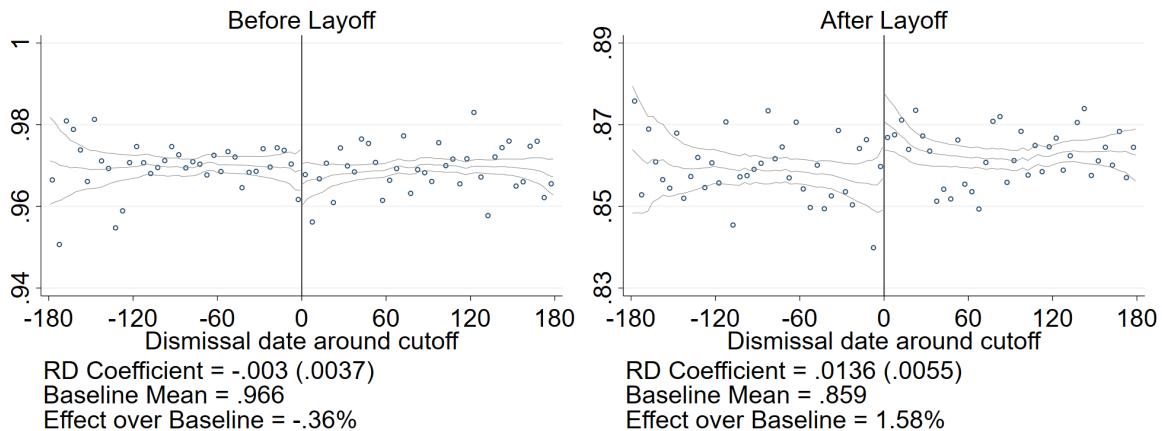 Before Layoff
1
.98
.96
.94
-180 -120 -60 0 60 120 180
Dismissal date around cutoff
RD Coefficient = -.003 (.0037)
Baseline Mean = .966
Effect over Baseline = -.36%
After Layoff
.89
.87
.85
.83
-180 -120 -60 0 60 120 180
Dismissal date around cutoff
RD Coefficient = .0136 (.0055)
Baseline Mean = .859
Effect over Baseline = 1.58%